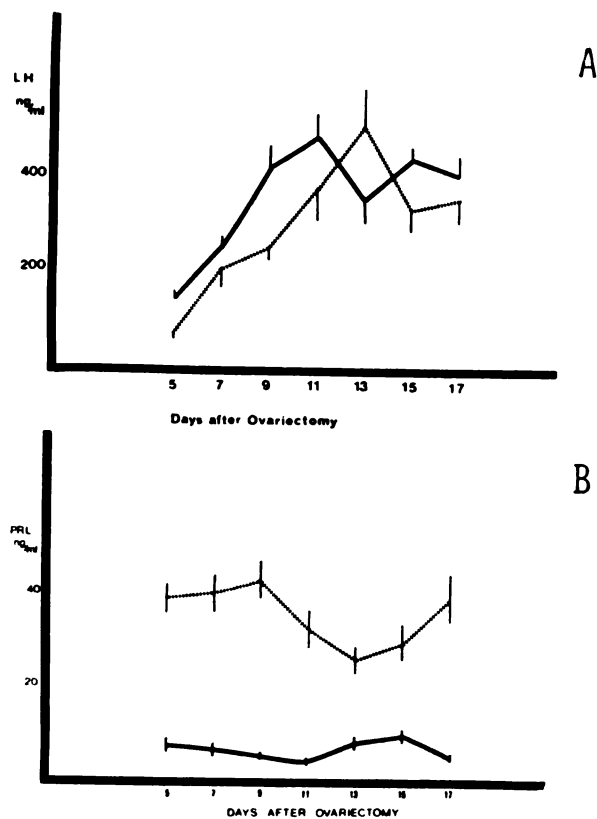 A
LH
ng/ml
400
200
5 7 9 11 13 15 17
Days after Ovariectomy
B
PRL
ng/ml
40
20
5 7 9 11 13 15 17
DAYS AFTER OVARIECTOMY